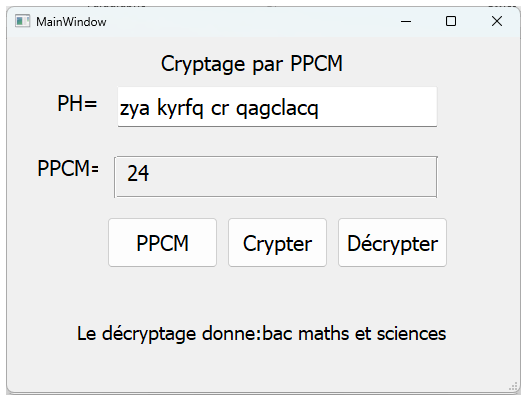 MainWindow
Cryptage par PPCM
PH= zya kyrfq cr qagclacq
PPCM= 24
PPCM Crypter Décrypter
Le décryptage donne:bac maths et sciences